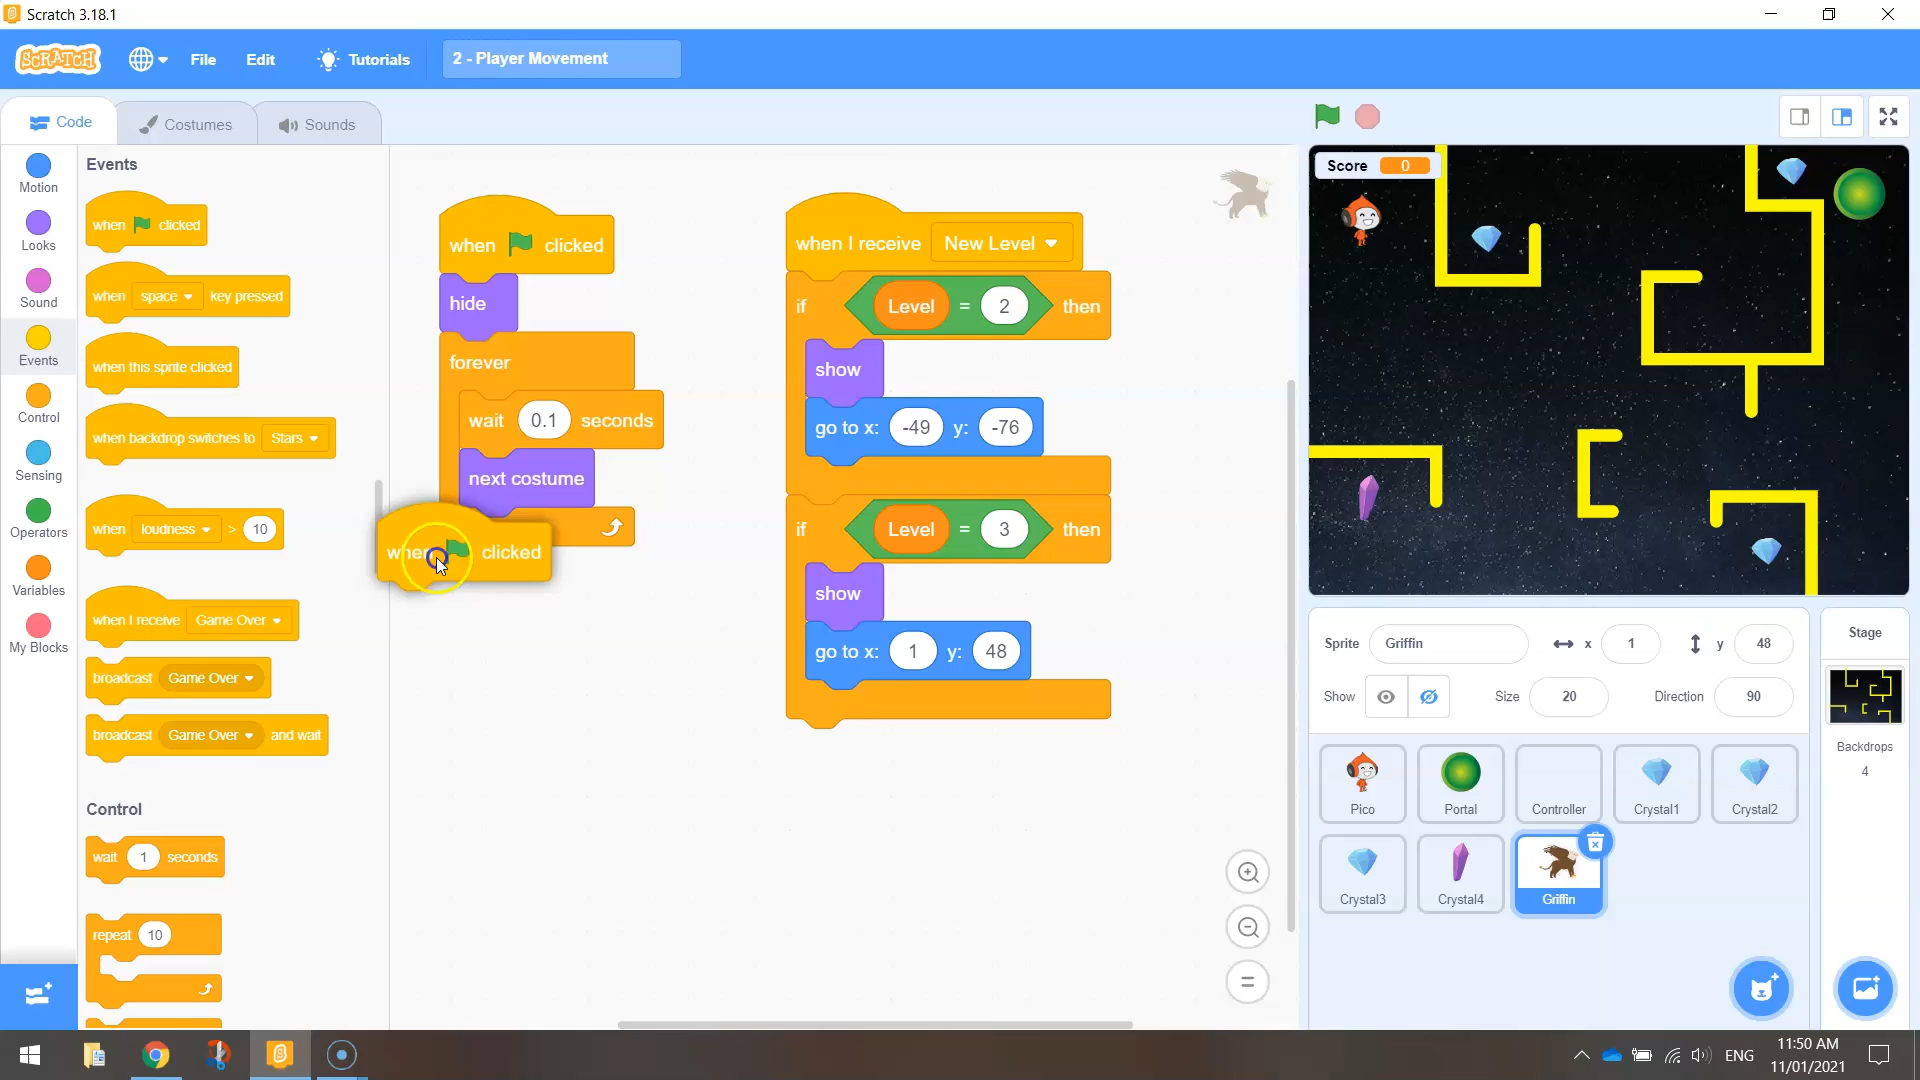 Scratch 3.18.1
SCRATCH
File
Edit
Tutorials
2 - Player Movement
Code
Costumes
Sounds
Motion
Looks
Sound
Events
Control
Sensing
Operators
Variables
My Blocks
Events
when clicked
when space key pressed
when this sprite clicked
when backdrop switches to Stars
when loudness > 10
when I receive Game Over
broadcast Game Over
broadcast Game Over and wait
Control
wait 1 seconds
repeat 10
when clicked
hide
forever
wait 0.1 seconds
next costume
when clicked
when I receive New Level
if Level = 2 then
show
go to x: -49 y: -76
if Level = 3 then
show
go to x: 1 y: 48
Score 0
Sprite Griffin x 1 y 48
Show Size 20 Direction 90
Pico
Portal
Controller
Crystal1
Crystal2
Crystal3
Crystal4
Griffin
Stage
Backdrops
4
ENG
11:50 AM
11/01/2021